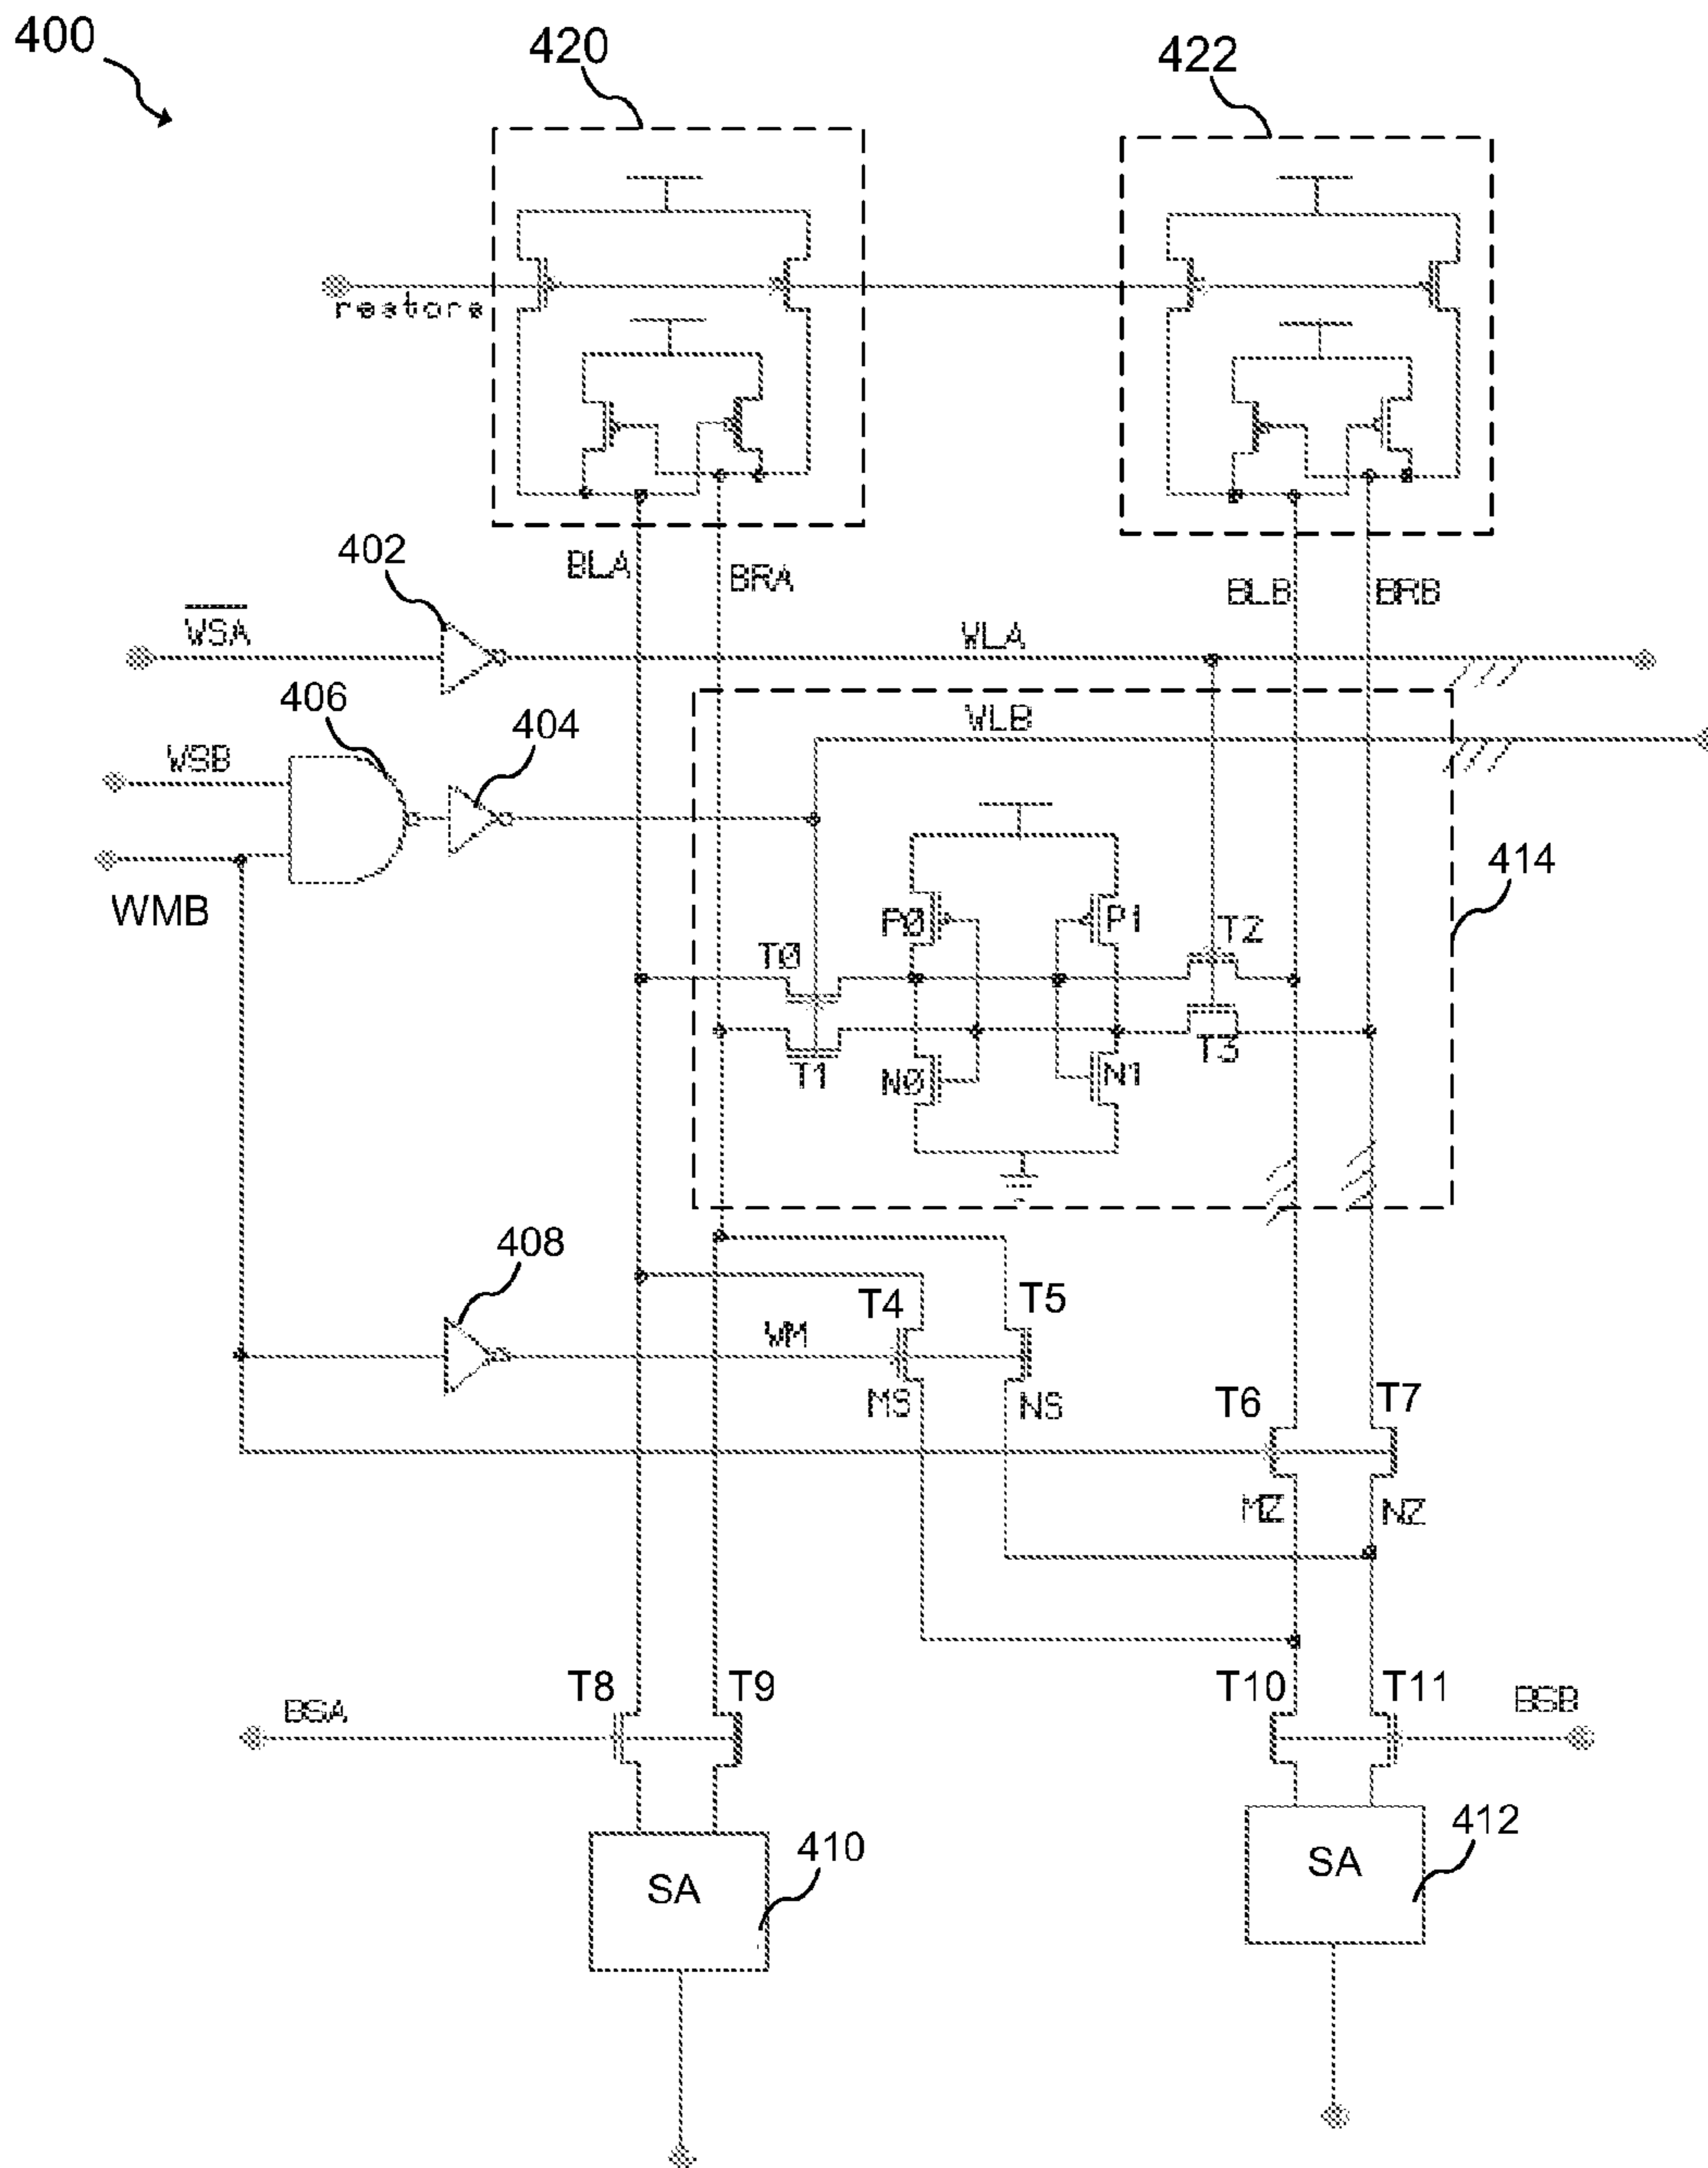 400
420
422
restore
402
BLA
BRA
BLB
BRB
WSA
WLA
406
404
WSB
WLB
WMB
414
P0
P1
T0
T2
T1
T3
N0
N1
408
T4
T5
WM
MS
NS
T6
T7
MZ
NZ
T8
T9
T10
T11
BSA
BSB
410
412
SA
SA